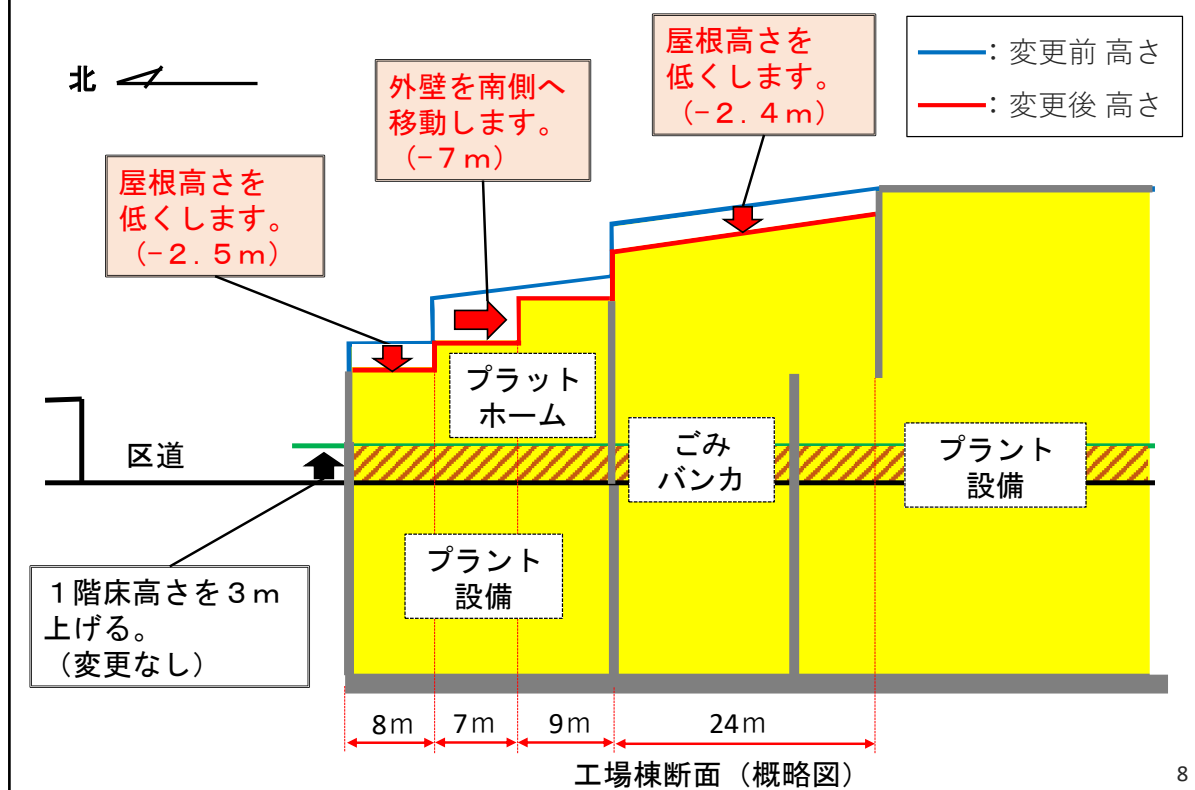 北
屋根高さを
低くします。
(-2.5m)
外壁を南側へ
移動します。
(-7m)
屋根高さを
低くします。
(-2.4m)
:変更前 高さ
:変更後 高さ
プラット
ホーム
区道
ごみ
バンカ
プラント
設備
プラント
設備
1階床高さを3m
上げる。
(変更なし)
8m
7m
9m
24m
工場棟断面(概略図)
8